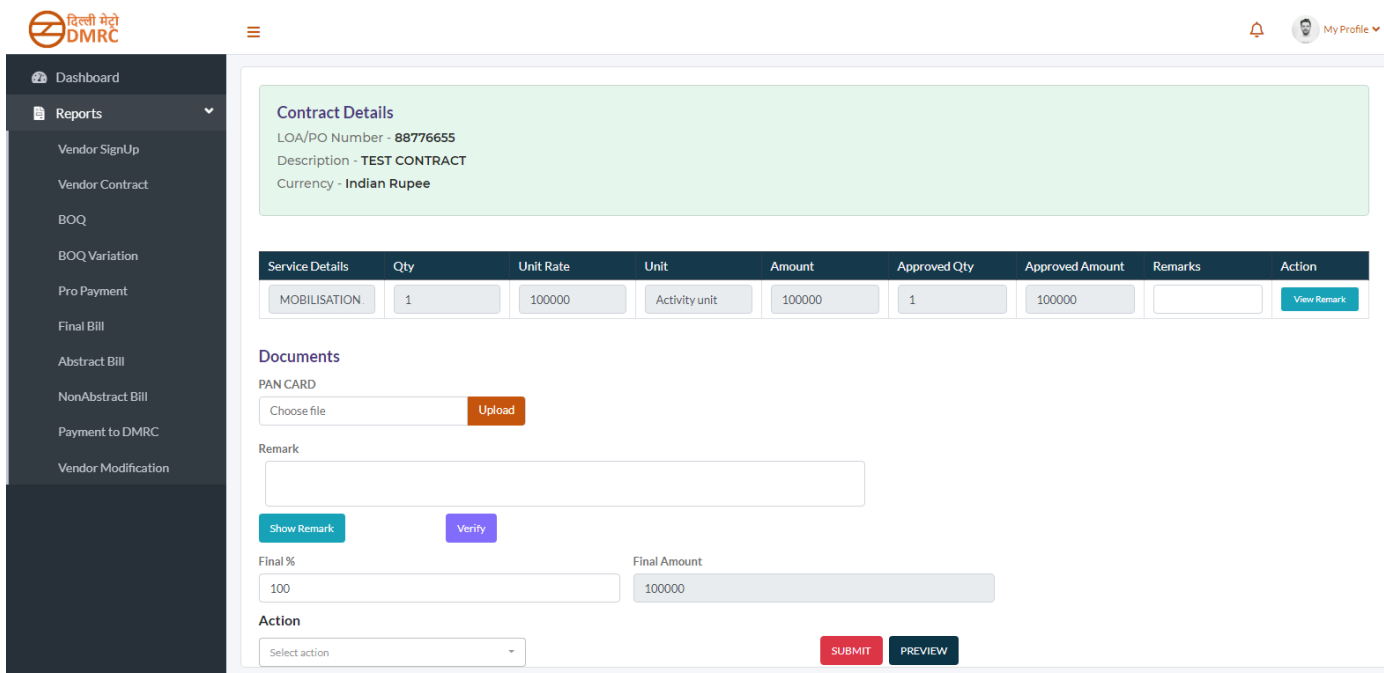 दिल्ली मेट्रो
DMRC
My Profile
Dashboard
Reports
Vendor SignUp
Vendor Contract
BOQ
BOQ Variation
Pro Payment
Final Bill
Abstract Bill
NonAbstract Bill
Payment to DMRC
Vendor Modification
Contract Details
LOA/PO Number - 88776655
Description - TEST CONTRACT
Currency - Indian Rupee
Service Details Qty Unit Rate Unit Amount Approved Qty Approved Amount Remarks Action
MOBILISATION 1 100000 Activity unit 100000 1 100000 View Remark
Documents
PAN CARD
Choose file Upload
Remark
Show Remark Verify
Final % Final Amount
100 100000
Action
Select action SUBMIT PREVIEW